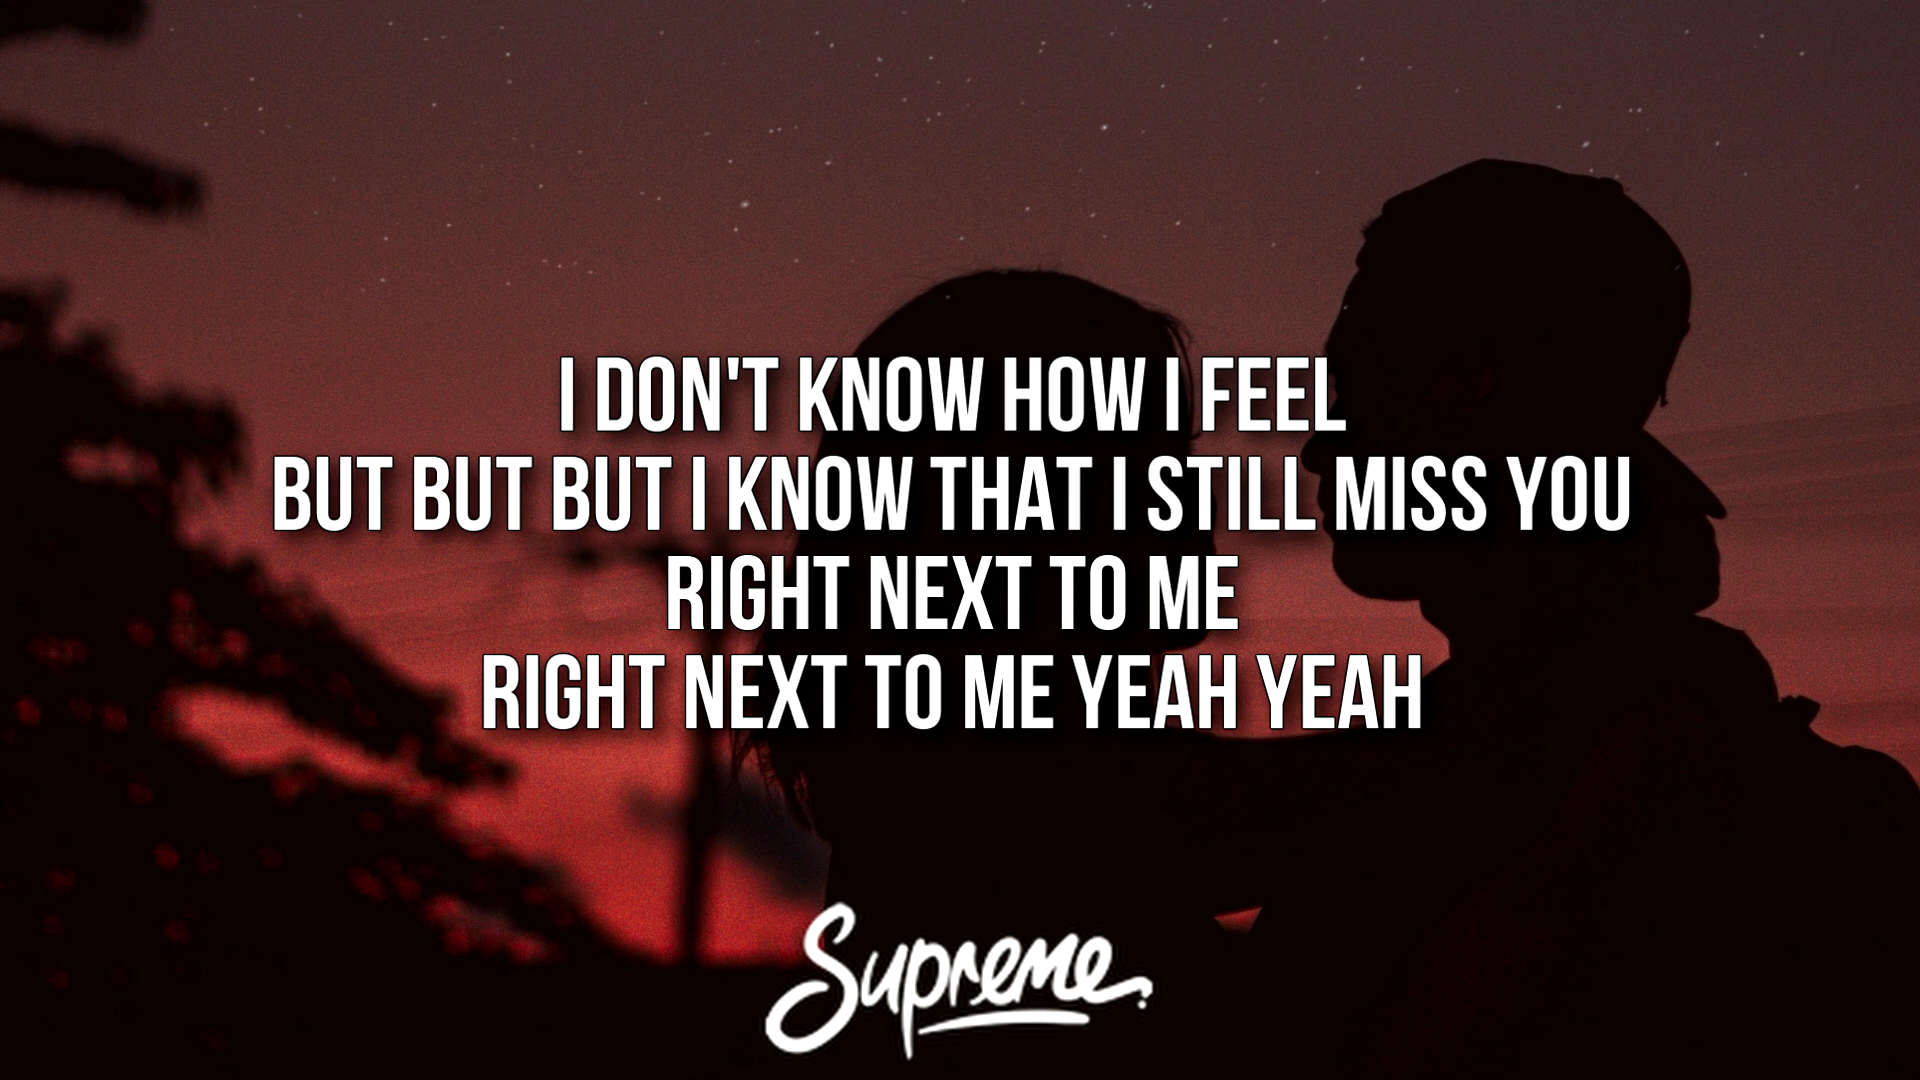 I DON'T KNOW HOW I FEEL
BUT BUT BUT I KNOW THAT I STILL MISS YOU
RIGHT NEXT TO ME
RIGHT NEXT TO ME YEAH YEAH
Supreme.